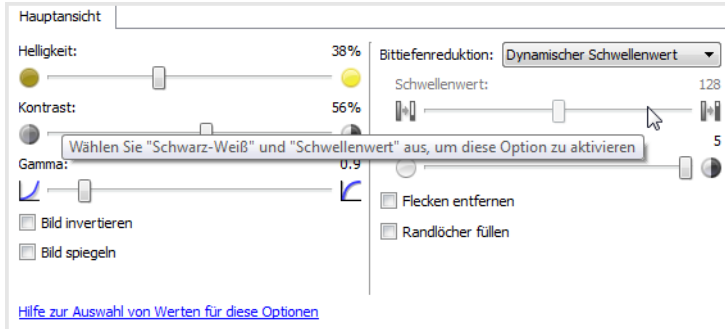 Hauptansicht
Helligkeit: 38%
Kontrast: 56%
Wählen Sie "Schwarz-Weiß" und "Schwellenwert" aus, um diese Option zu aktivieren
Gamma: 0.9
Bild invertieren
Bild spiegeln
Hilfe zur Auswahl von Werten für diese Optionen
Bittiefenreduktion: Dynamischer Schwellenwert
Schwellenwert: 128
5
Flecken entfernen
Randlöcher füllen